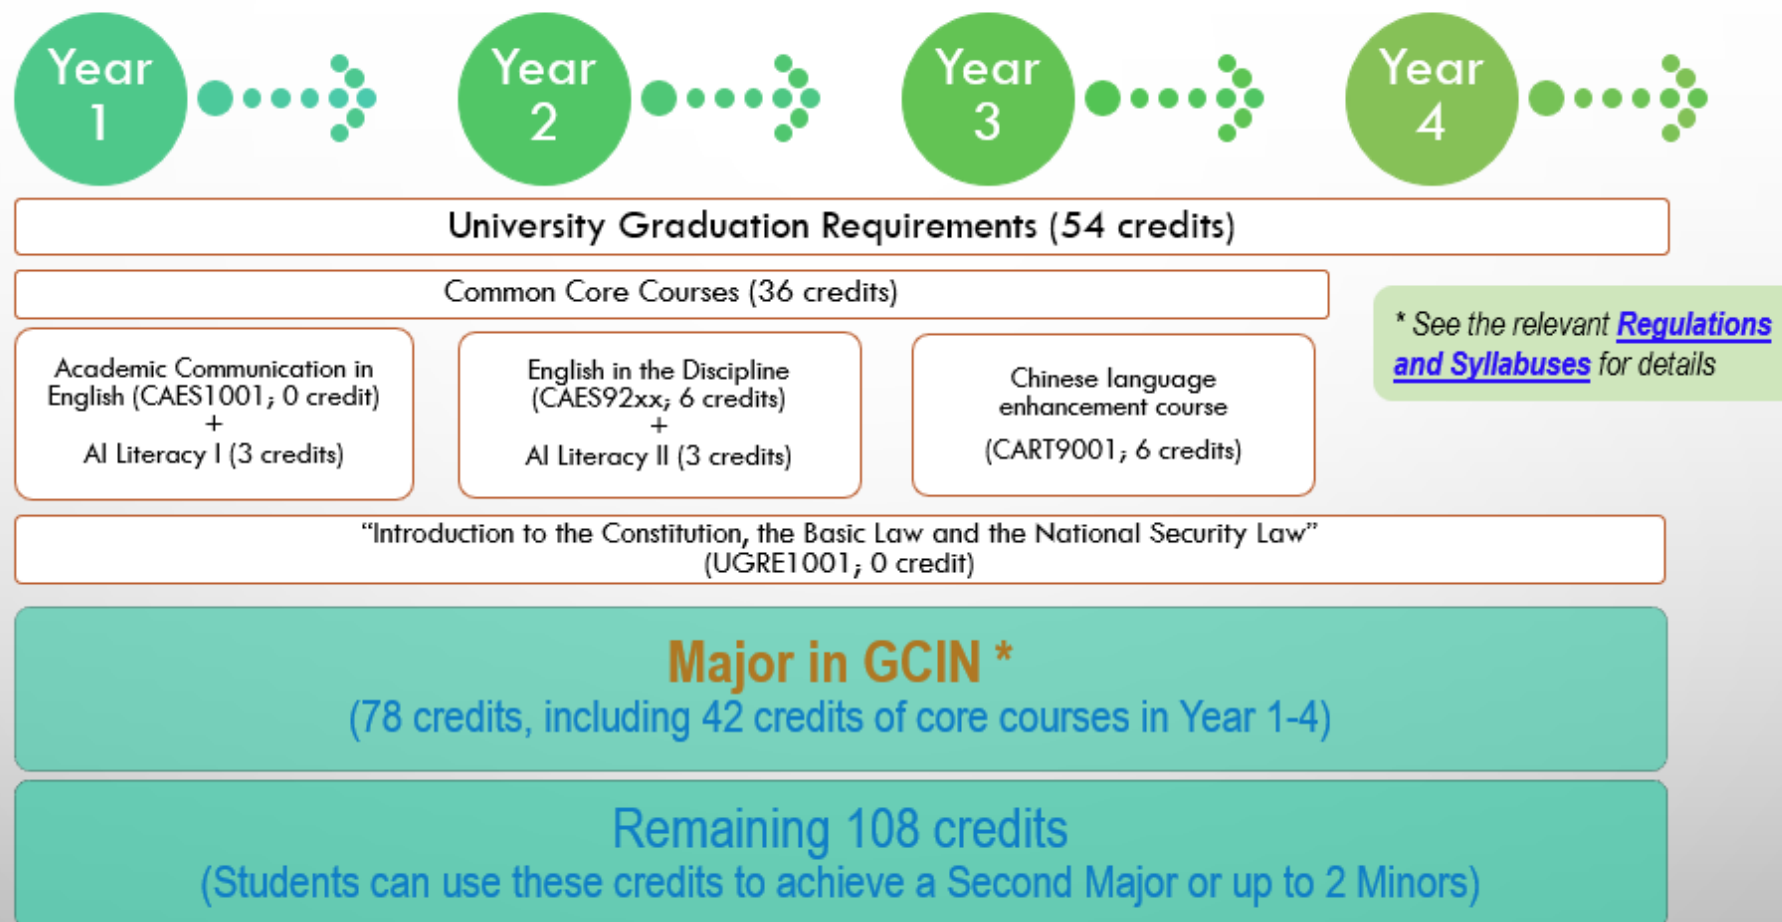 Year
1
Year
2
Year
3
Year
4
University Graduation Requirements (54 credits)
Common Core Courses (36 credits)
* See the relevant Regulations
and Syllabuses for details
Academic Communication in
English (CAES1001; 0 credit)
+
AI Literacy I (3 credits)
English in the Discipline
(CAES92xx; 6 credits)
+
AI Literacy II (3 credits)
Chinese language
enhancement course
(CART9001; 6 credits)
“Introduction to the Constitution, the Basic Law and the National Security Law”
(UGRE1001; 0 credit)
Major in GCIN *
(78 credits, including 42 credits of core courses in Year 1-4)
Remaining 108 credits
(Students can use these credits to achieve a Second Major or up to 2 Minors)